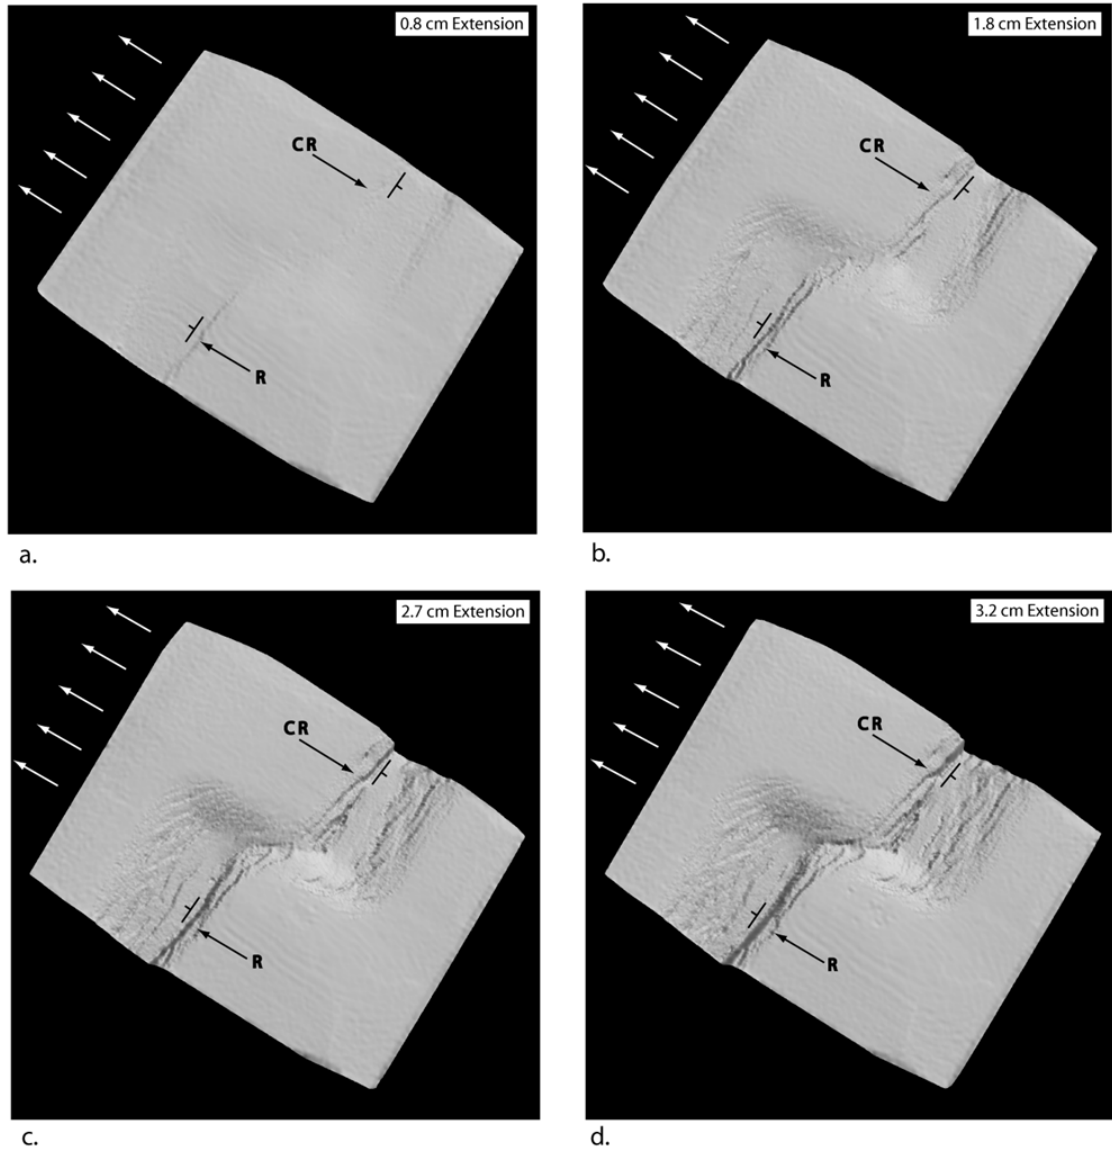 0.8 cm Extension
CR
R
a.
1.8 cm Extension
CR
R
b.
2.7 cm Extension
CR
R
c.
3.2 cm Extension
CR
R
d.